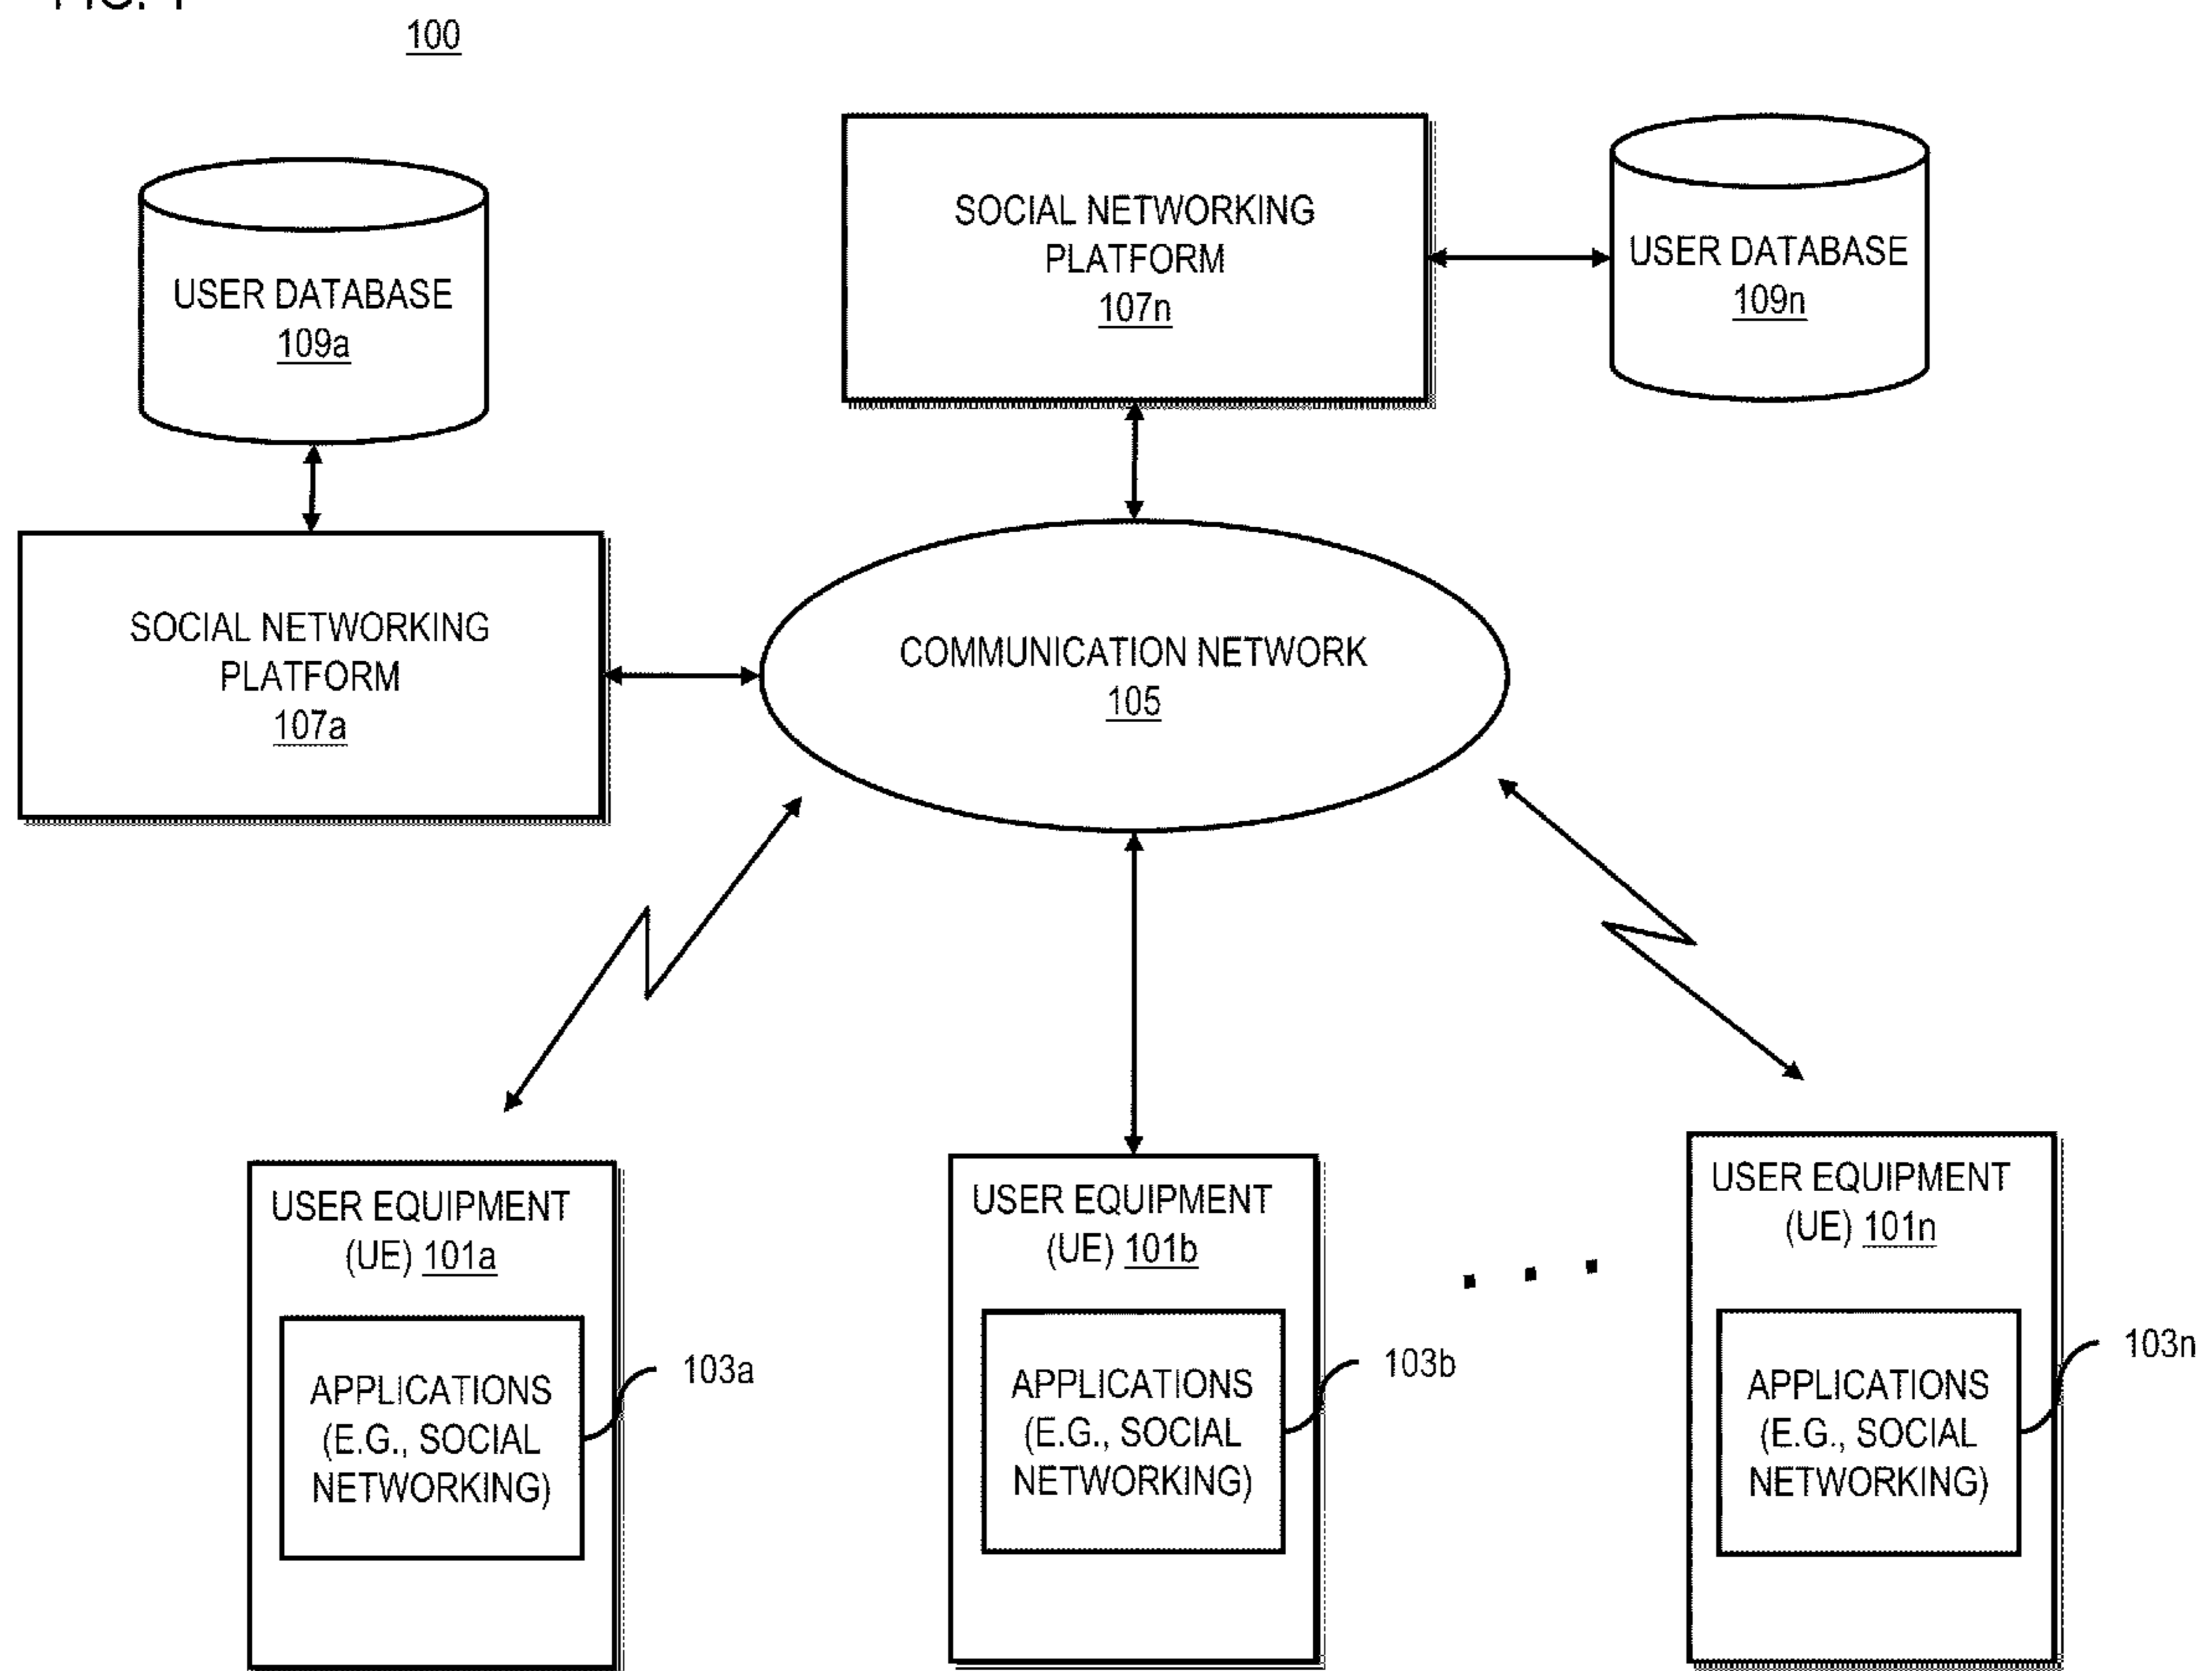 100
USER DATABASE
109a
SOCIAL NETWORKING
PLATFORM
107n
USER DATABASE
109n
SOCIAL NETWORKING
PLATFORM
107a
COMMUNICATION NETWORK
105
USER EQUIPMENT
(UE) 101a
APPLICATIONS
(E.G., SOCIAL
NETWORKING)
103a
USER EQUIPMENT
(UE) 101b
APPLICATIONS
(E.G., SOCIAL
NETWORKING)
103b
. . .
USER EQUIPMENT
(UE) 101n
APPLICATIONS
(E.G., SOCIAL
NETWORKING)
103n